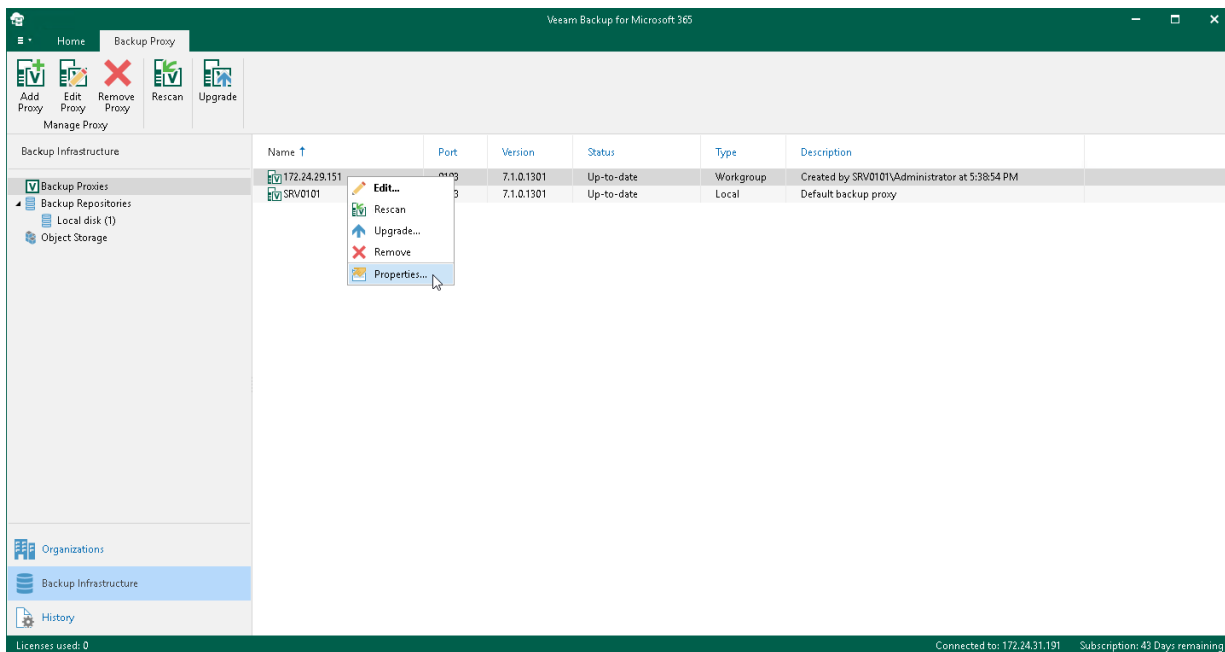 Veeam Backup for Microsoft 365
Home Backup Proxy
Add Proxy Edit Proxy Remove Proxy Rescan Upgrade
Manage Proxy
Backup Infrastructure
Backup Proxies
Backup Repositories
Local disk (1)
Object Storage
Name Port Version Status Type Description
172.24.29.151 7.1.0.1301 Up-to-date Workgroup Created by SRV0101\Administrator at 5:38:54 PM
SRV0101 3 7.1.0.1301 Up-to-date Local Default backup proxy
Edit...
Rescan
Upgrade...
Remove
Properties...
Organizations
Backup Infrastructure
History
Licenses used: 0 Connected to: 172.24.31.191 Subscription: 43 Days remaining